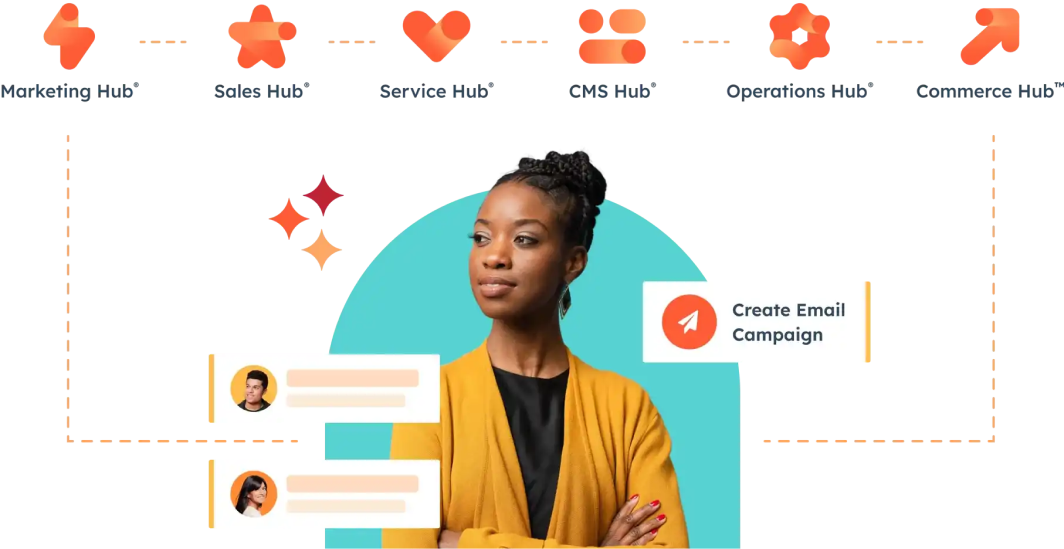 Marketing Hub®
Sales Hub®
Service Hub®
CMS Hub®
Operations Hub®
Commerce Hub™
Create Email
Campaign